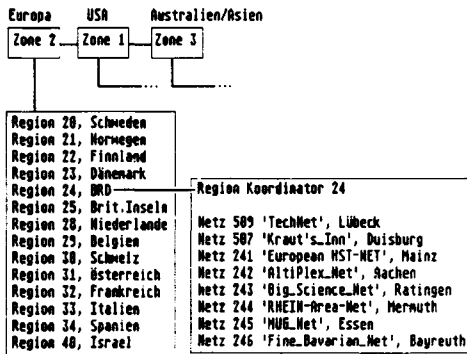 Europa USA Australien/Asien
Zone 2 Zone 1 Zone 3
Region 20, Schweden
Region 21, Norwegen
Region 22, Finnland
Region 23, Dänemark
Region 24, BRD
Region 25, Brit.Inseln
Region 28, Niederlande
Region 29, Belgien
Region 30, Schweiz
Region 31, österreich
Region 32, Frankreich
Region 33, Italien
Region 34, Spanien
Region 40, Israel
Region Koordinator 24
Netz 509 'TechNet', Lübeck
Netz 507 'Kraut's_Inn', Duisburg
Netz 241 'European HST-NET', Mainz
Netz 242 'AltiPlex_Net', Aachen
Netz 243 'Big_Science_Net', Ratingen
Netz 244 'RHEIN-Area-Net', Mermuth
Netz 245 'MUG_Net', Essen
Netz 246 'Fine_Bavarian_Net', Bayreuth